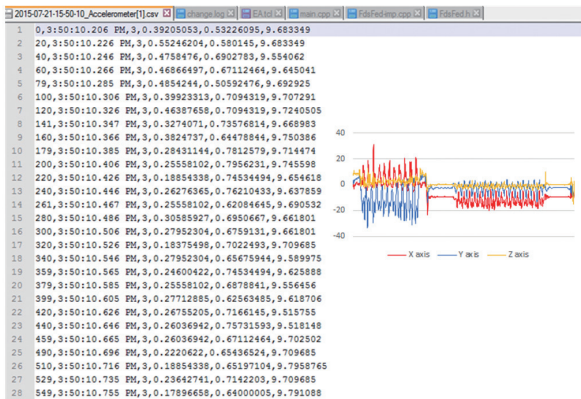 2015-07-21-15-50-10_Accelerometer[1].csv change.log EA.tcl main.cpp FdsFed-imp.cpp FdsFed.h
1 0,3:50:10.206 PM,3,0.39205053,0.53226095,9.683349
2 20,3:50:10.226 PM,3,0.55246204,0.580145,9.683349
3 40,3:50:10.246 PM,3,0.4758476,0.6902783,9.554062
4 60,3:50:10.266 PM,3,0.46866497,0.67112464,9.645041
5 79,3:50:10.285 PM,3,0.4854244,0.50592476,9.692925
6 100,3:50:10.306 PM,3,0.39923313,0.7094319,9.707291
7 120,3:50:10.326 PM,3,0.46387658,0.7094319,9.7240505
8 141,3:50:10.347 PM,3,0.3274071,0.73576814,9.668983
9 160,3:50:10.366 PM,3,0.3824737,0.64478844,9.750386
10 179,3:50:10.385 PM,3,0.28431144,0.7812579,9.714474
11 200,3:50:10.406 PM,3,0.25558102,0.7956231,9.745598
12 220,3:50:10.426 PM,3,0.18854338,0.74534494,9.654618
13 240,3:50:10.446 PM,3,0.26276365,0.76210433,9.637859
14 261,3:50:10.467 PM,3,0.25558102,0.62084645,9.690532
15 280,3:50:10.486 PM,3,0.30585927,0.6950667,9.661801
16 300,3:50:10.506 PM,3,0.27952304,0.6759131,9.661801
17 320,3:50:10.526 PM,3,0.18375498,0.7022493,9.709685
18 340,3:50:10.546 PM,3,0.27952304,0.65675944,9.589975
19 359,3:50:10.565 PM,3,0.24600422,0.74534494,9.625888
20 379,3:50:10.585 PM,3,0.25558102,0.6878841,9.556456
21 399,3:50:10.605 PM,3,0.27712885,0.62563485,9.618706
22 420,3:50:10.626 PM,3,0.26755205,0.7166145,9.515755
23 440,3:50:10.646 PM,3,0.26036942,0.75731593,9.518148
24 459,3:50:10.665 PM,3,0.26036942,0.67112464,9.702502
25 490,3:50:10.696 PM,3,0.2220622,0.65436524,9.709685
26 510,3:50:10.716 PM,3,0.18854338,0.65197104,9.7958765
27 529,3:50:10.735 PM,3,0.23642741,0.7142203,9.709685
28 549,3:50:10.755 PM,3,0.17896658,0.64000005,9.791088
40
20
0
-20
-40
X axis Y axis Z axis